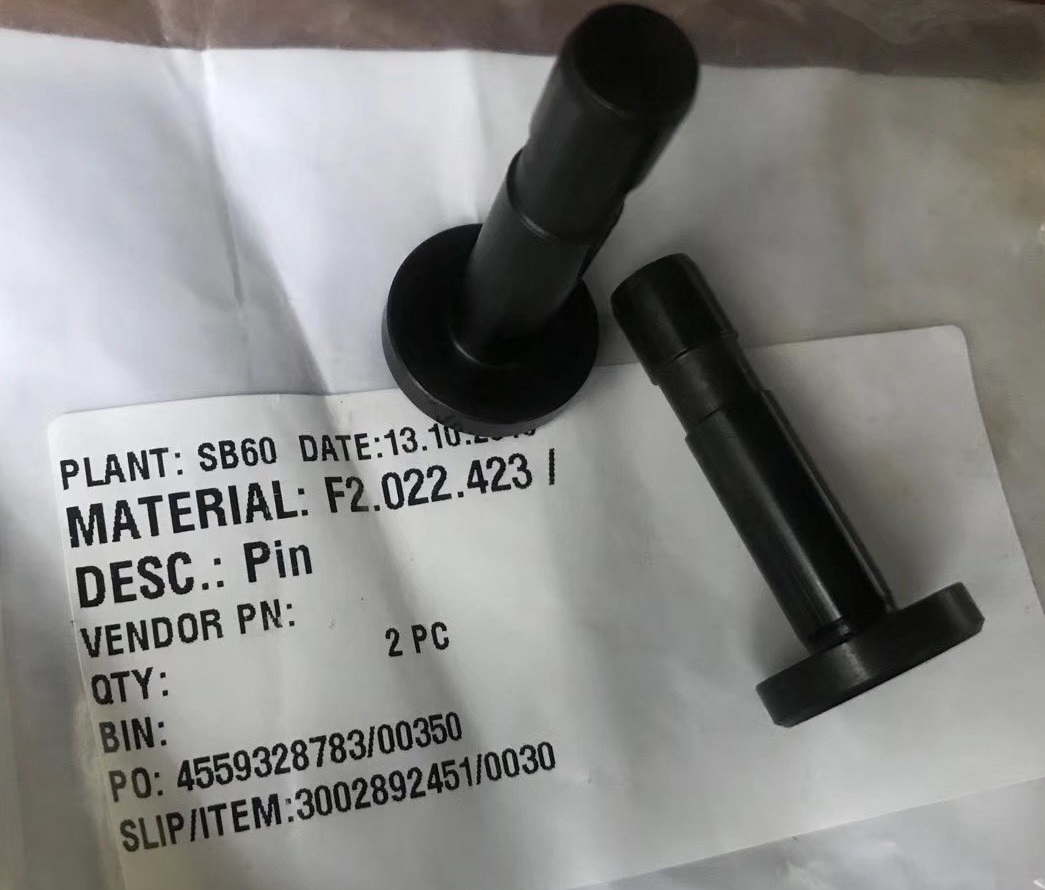 PLANT: SB60 DATE:13.10.
MATERIAL: F2.022.423 /
DESC.: Pin
VENDOR PN:
QTY: 2 PC
BIN:
PO: 4559328783/00350
SLIP/ITEM:3002892451/0030